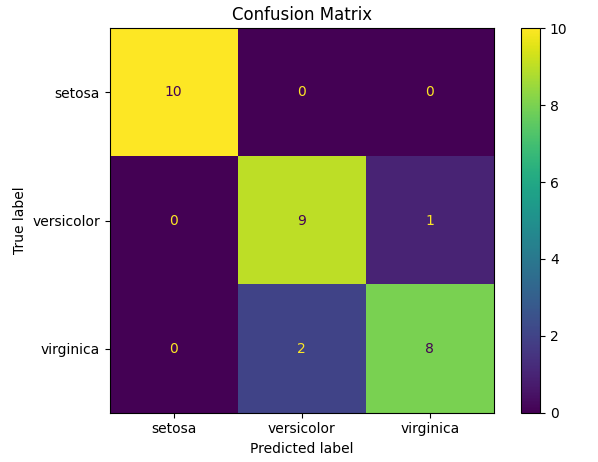 Confusion Matrix
setosa
10 0 0
versicolor
0 9 1
virginica
0 2 8
setosa versicolor virginica
Predicted label
True label
10
8
6
4
2
0